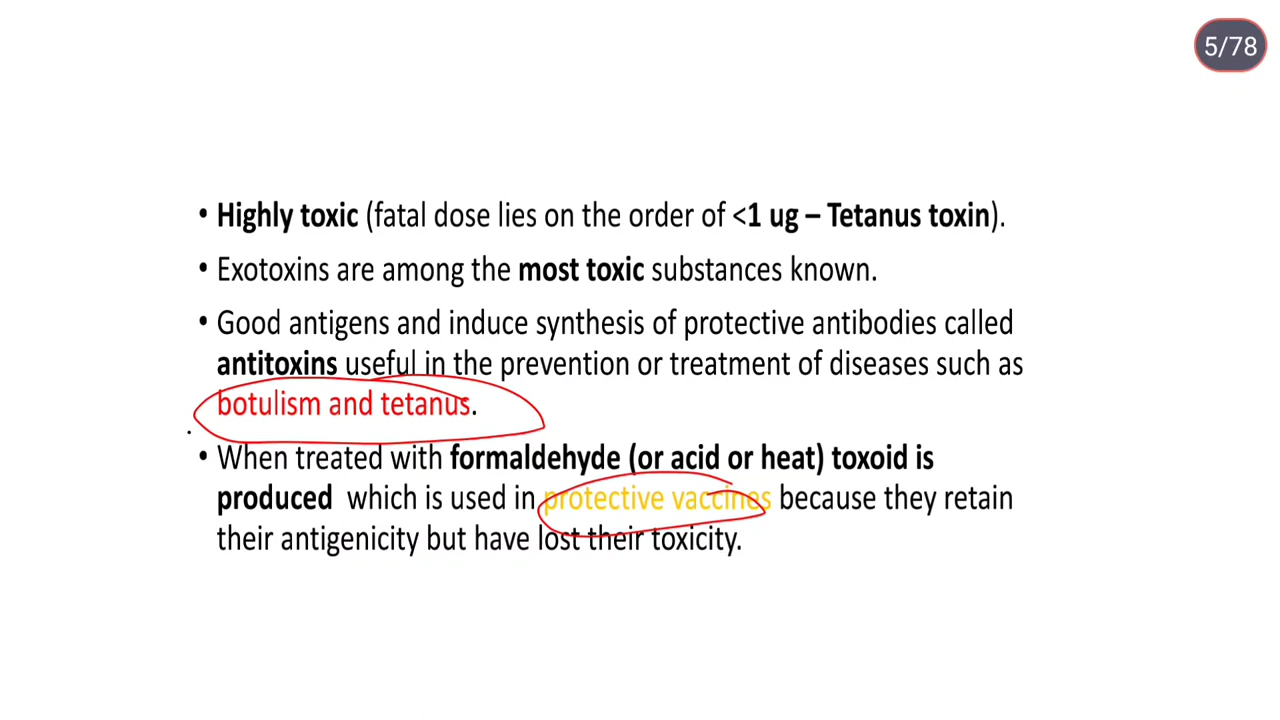 5/78
• Highly toxic (fatal dose lies on the order of <1 ug – Tetanus toxin).
• Exotoxins are among the most toxic substances known.
• Good antigens and induce synthesis of protective antibodies called
antitoxins useful in the prevention or treatment of diseases such as
botulism and tetanus.
• When treated with formaldehyde (or acid or heat) toxoid is
produced which is used in protective vaccines because they retain
their antigenicity but have lost their toxicity.